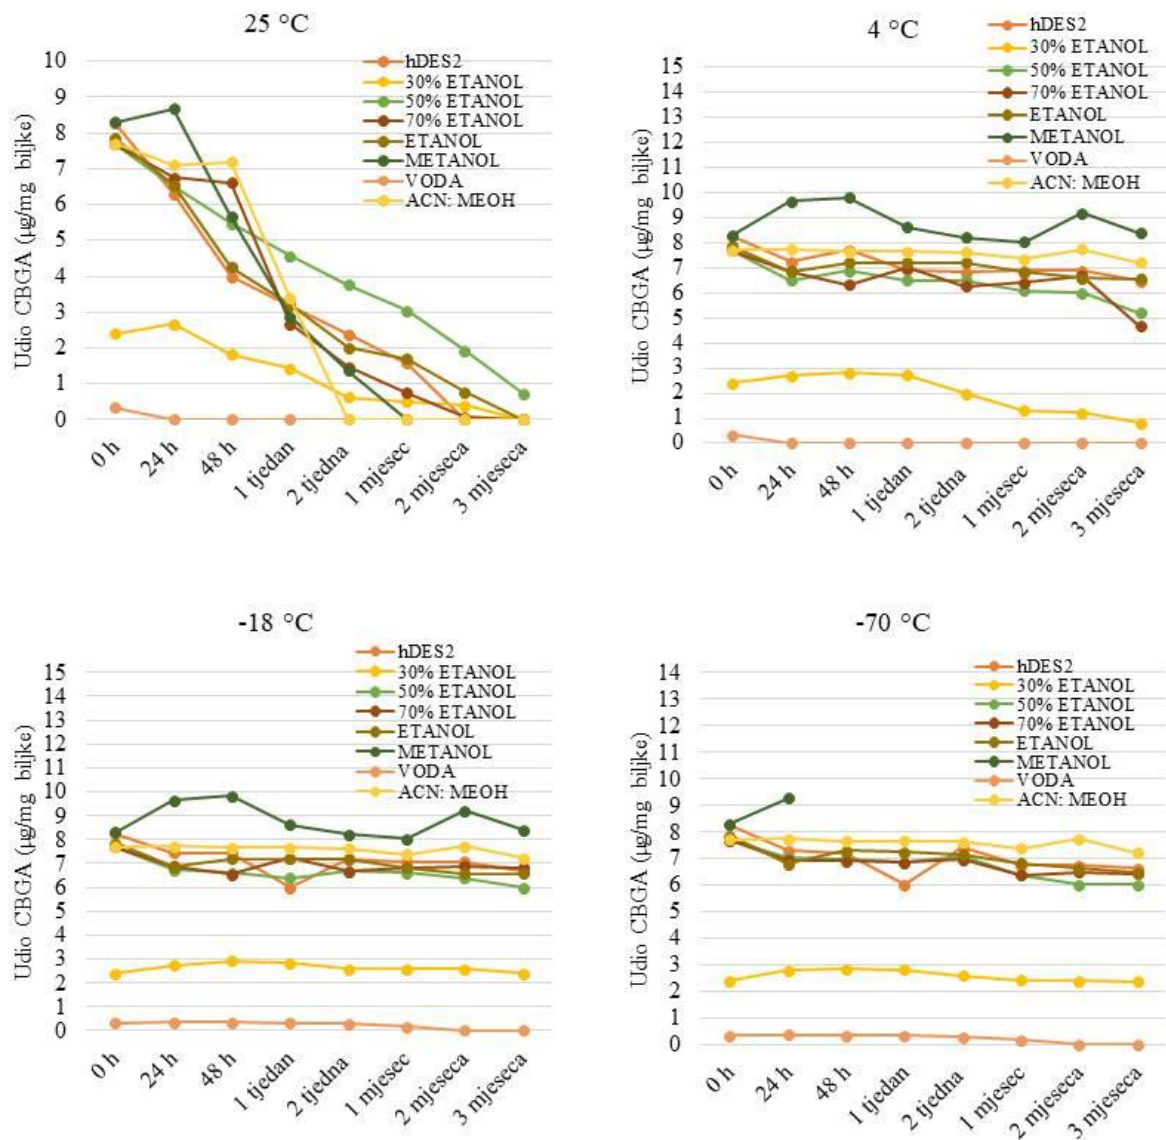 25 °C
Udio CBGA (µg/mg biljke)
10
9
8
7
6
5
4
3
2
1
0
hDES2
30% ETANOL
50% ETANOL
70% ETANOL
ETANOL
METANOL
VODA
ACN: MEOH
0 h
24 h
48 h
1 tjedan
2 tjedna
1 mjesec
2 mjeseca
3 mjeseca
4 °C
Udio CBGA (µg/mg biljke)
15
14
13
12
11
10
9
8
7
6
5
4
3
2
1
0
hDES2
30% ETANOL
50% ETANOL
70% ETANOL
ETANOL
METANOL
VODA
ACN: MEOH
0 h
24 h
48 h
1 tjedan
2 tjedna
1 mjesec
2 mjeseca
3 mjeseca
-18 °C
Udio CBGA (µg/mg biljke)
15
14
13
12
11
10
9
8
7
6
5
4
3
2
1
0
hDES2
30% ETANOL
50% ETANOL
70% ETANOL
ETANOL
METANOL
VODA
ACN: MEOH
0 h
24 h
48 h
1 tjedan
2 tjedna
1 mjesec
2 mjeseca
3 mjeseca
-70 °C
Udio CBGA (µg/mg biljke)
14
13
12
11
10
9
8
7
6
5
4
3
2
1
0
hDES2
30% ETANOL
50% ETANOL
70% ETANOL
ETANOL
METANOL
VODA
ACN: MEOH
0 h
24 h
48 h
1 tjedan
2 tjedna
1 mjesec
2 mjeseca
3 mjeseca